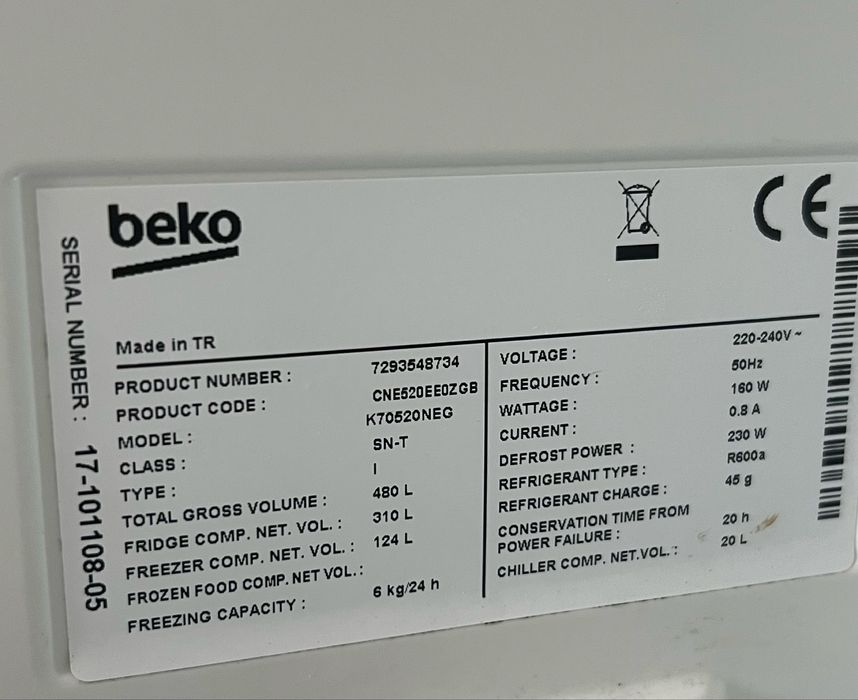 beko
SERIAL NUMBER : 17-101108-05
Made in TR
PRODUCT NUMBER : 7293548734
PRODUCT CODE : CNE520EE0ZGB
MODEL : K70520NEG
CLASS : SN-T
TYPE : I
TOTAL GROSS VOLUME : 480 L
FRIDGE COMP. NET. VOL. : 310 L
FREEZER COMP. NET. VOL. : 124 L
FROZEN FOOD COMP. NET VOL. :
FREEZING CAPACITY : 6 kg/24 h
CE
VOLTAGE : 220-240V ~
FREQUENCY : 50Hz
WATTAGE : 160 W
CURRENT : 0.8 A
DEFROST POWER : 230 W
REFRIGERANT TYPE : R600a
REFRIGERANT CHARGE : 45 g
CONSERVATION TIME FROM
POWER FAILURE : 20 h
CHILLER COMP. NET.VOL. : 20 L